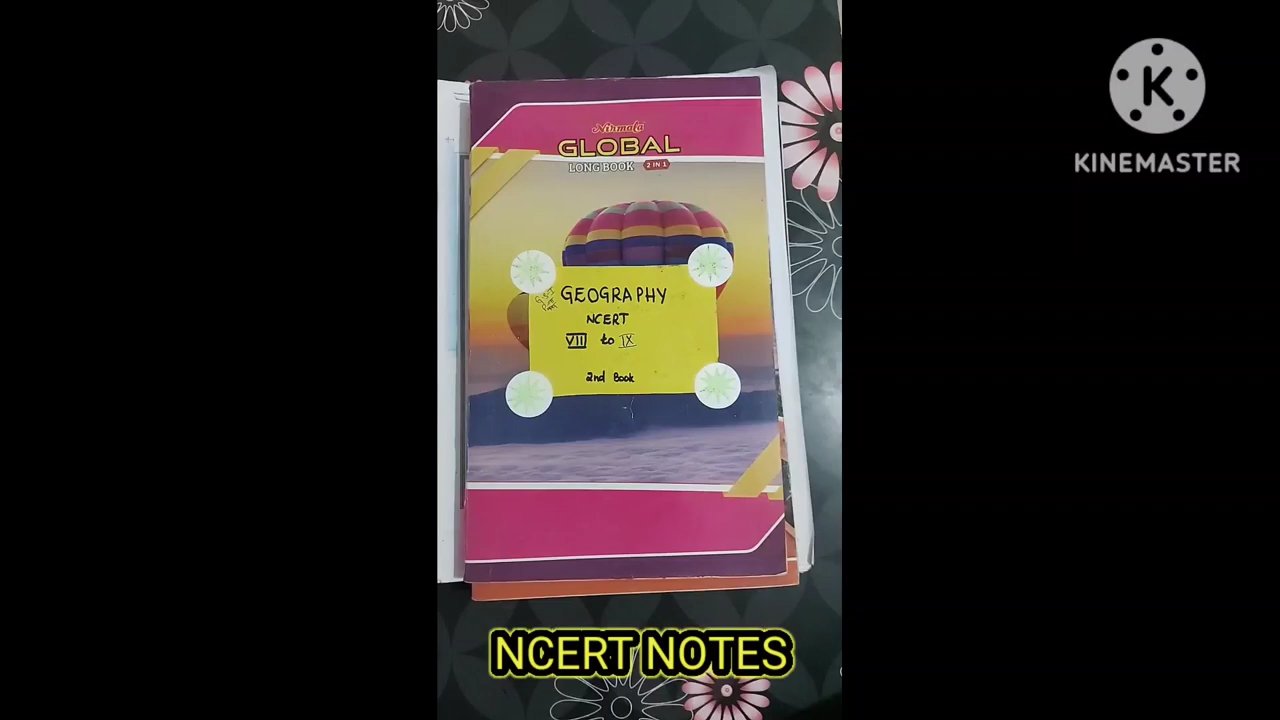 Nirmala
GLOBAL
LONG BOOK 2 IN 1
GEOGRAPHY
NCERT
VII to IX
2nd Book
NCERT NOTES
K
KINEMASTER